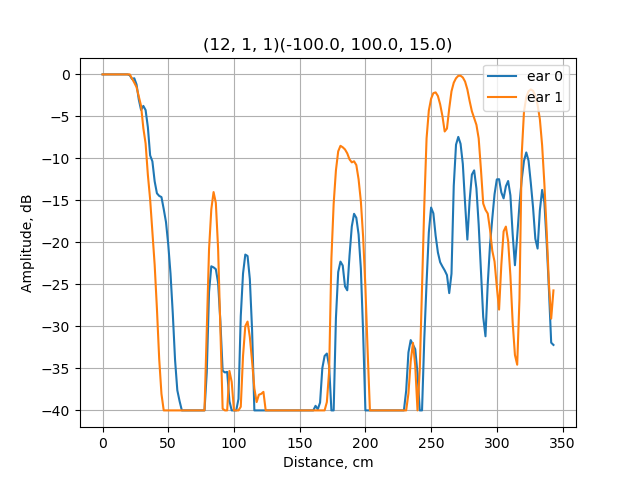 (12, 1, 1)(-100.0, 100.0, 15.0)
ear 0
ear 1
Amplitude, dB
0
−5
−10
−15
−20
−25
−30
−35
−40
0 50 100 150 200 250 300 350
Distance, cm